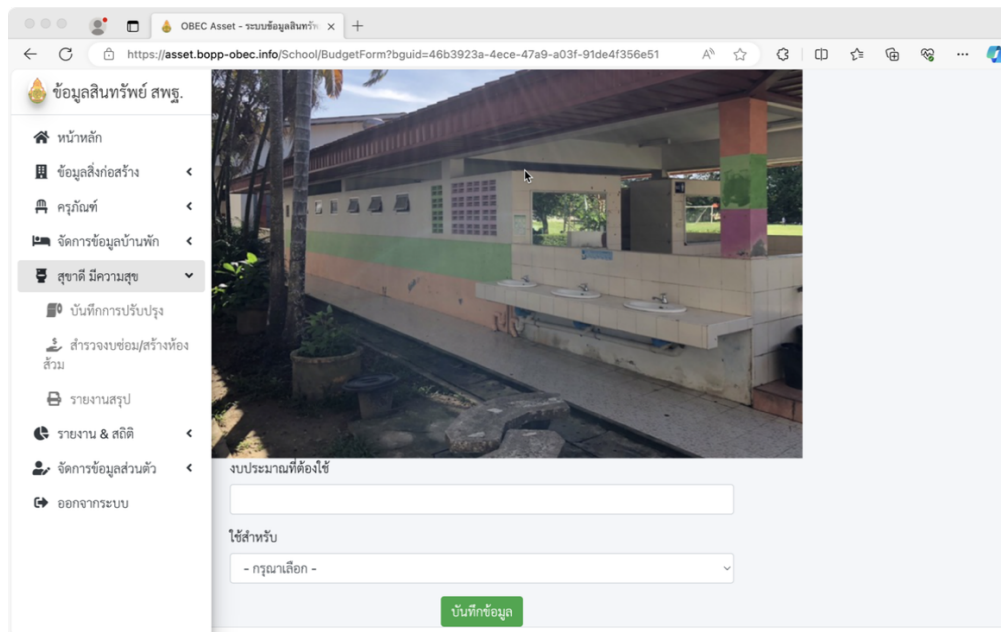 OBEC Asset - ระบบข้อมูลสินทรัพ
https://asset.bopp-obec.info/School/BudgetForm?bguid=46b3923a-4ece-47a9-a03f-91de4f356e51
ข้อมูลสินทรัพย์ สพฐ.
หน้าหลัก
ข้อมูลสิ่งก่อสร้าง
ครุภัณฑ์
จัดการข้อมูลบ้านพัก
สุขาดี มีความสุข
บันทึกการปรับปรุง
สำรวจงบซ่อม/สร้างห้อง
ส้วม
รายงานสรุป
รายงาน & สถิติ
จัดการข้อมูลส่วนตัว
ออกจากระบบ
งบประมาณที่ต้องใช้
ใช้สำหรับ
- กรุณาเลือก -
บันทึกข้อมูล